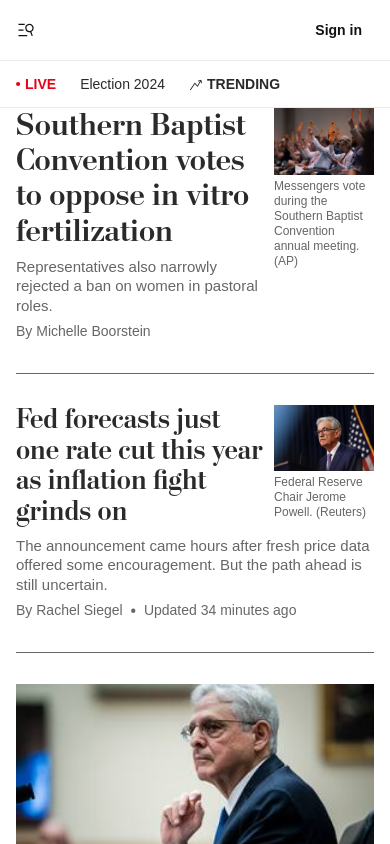 Sign in
LIVE
Election 2024
TRENDING
Southern Baptist
Convention votes
to oppose in vitro
fertilization
Representatives also narrowly
rejected a ban on women in pastoral
roles.
By Michelle Boorstein
Messengers vote
during the
Southern Baptist
Convention
annual meeting.
(AP)
Fed forecasts just
one rate cut this year
as inflation fight
grinds on
Federal Reserve
Chair Jerome
Powell. (Reuters)
The announcement came hours after fresh price data
offered some encouragement. But the path ahead is
still uncertain.
By Rachel Siegel • Updated 34 minutes ago